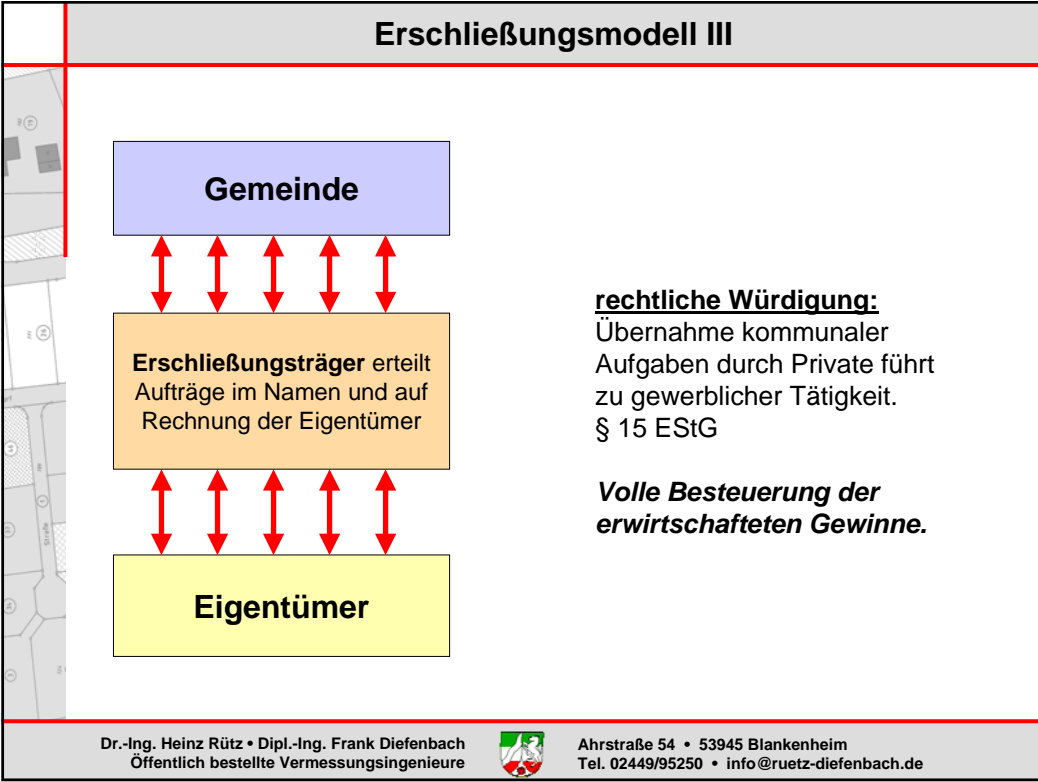 Erschließungsmodell III
Gemeinde
Erschließungsträger erteilt
Aufträge im Namen und auf
Rechnung der Eigentümer
Eigentümer
rechtliche Würdigung:
Übernahme kommunaler
Aufgaben durch Private führt
zu gewerblicher Tätigkeit.
§ 15 EStG
Volle Besteuerung der
erwirtschafteten Gewinne.
Dr.-Ing. Heinz Rütz • Dipl.-Ing. Frank Diefenbach
Öffentlich bestellte Vermessungsingenieure
Ahrstraße 54 • 53945 Blankenheim
Tel. 02449/95250 • info@ruetz-diefenbach.de